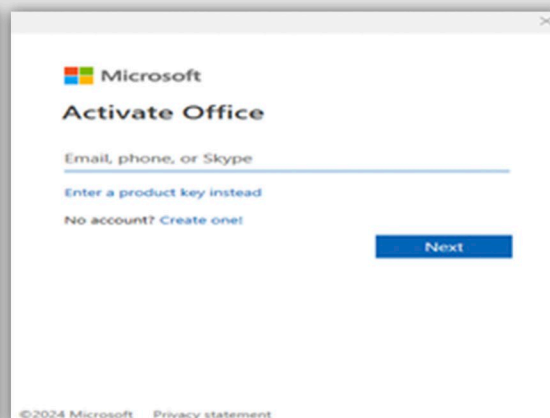 Microsoft
Activate Office
Email, phone, or Skype
Enter a product key instead
No account? Create one!
Next
©2024 Microsoft Privacy statement